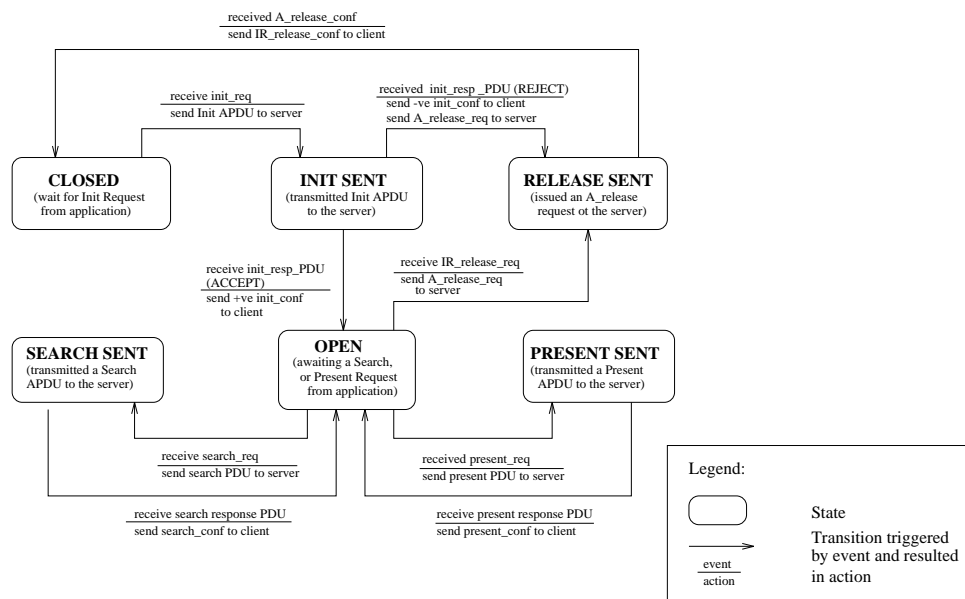 received A_release_conf
send IR_release_conf to client
receive init_req
send Init APDU to server
received init_resp _PDU (REJECT)
send -ve init_conf to client
send A_release_req to server
CLOSED
(wait for Init Request
from application)
INIT SENT
(transmitted Init APDU
to the server)
RELEASE SENT
(issued an A_release
request ot the server)
receive init_resp_PDU
(ACCEPT)
send +ve init_conf
to client
receive IR_release_req
send A_release_req
to server
SEARCH SENT
(transmitted a Search
APDU to the server)
OPEN
(awaiting a Search,
or Present Request
from application)
PRESENT SENT
(transmitted a Present
APDU to the server)
receive search_req
send search PDU to server
received present_req
send present PDU to server
receive search response PDU
send search_conf to client
receive present response PDU
send present_conf to client
Legend:
State
Transition triggered
by event and resulted
in action
event
action